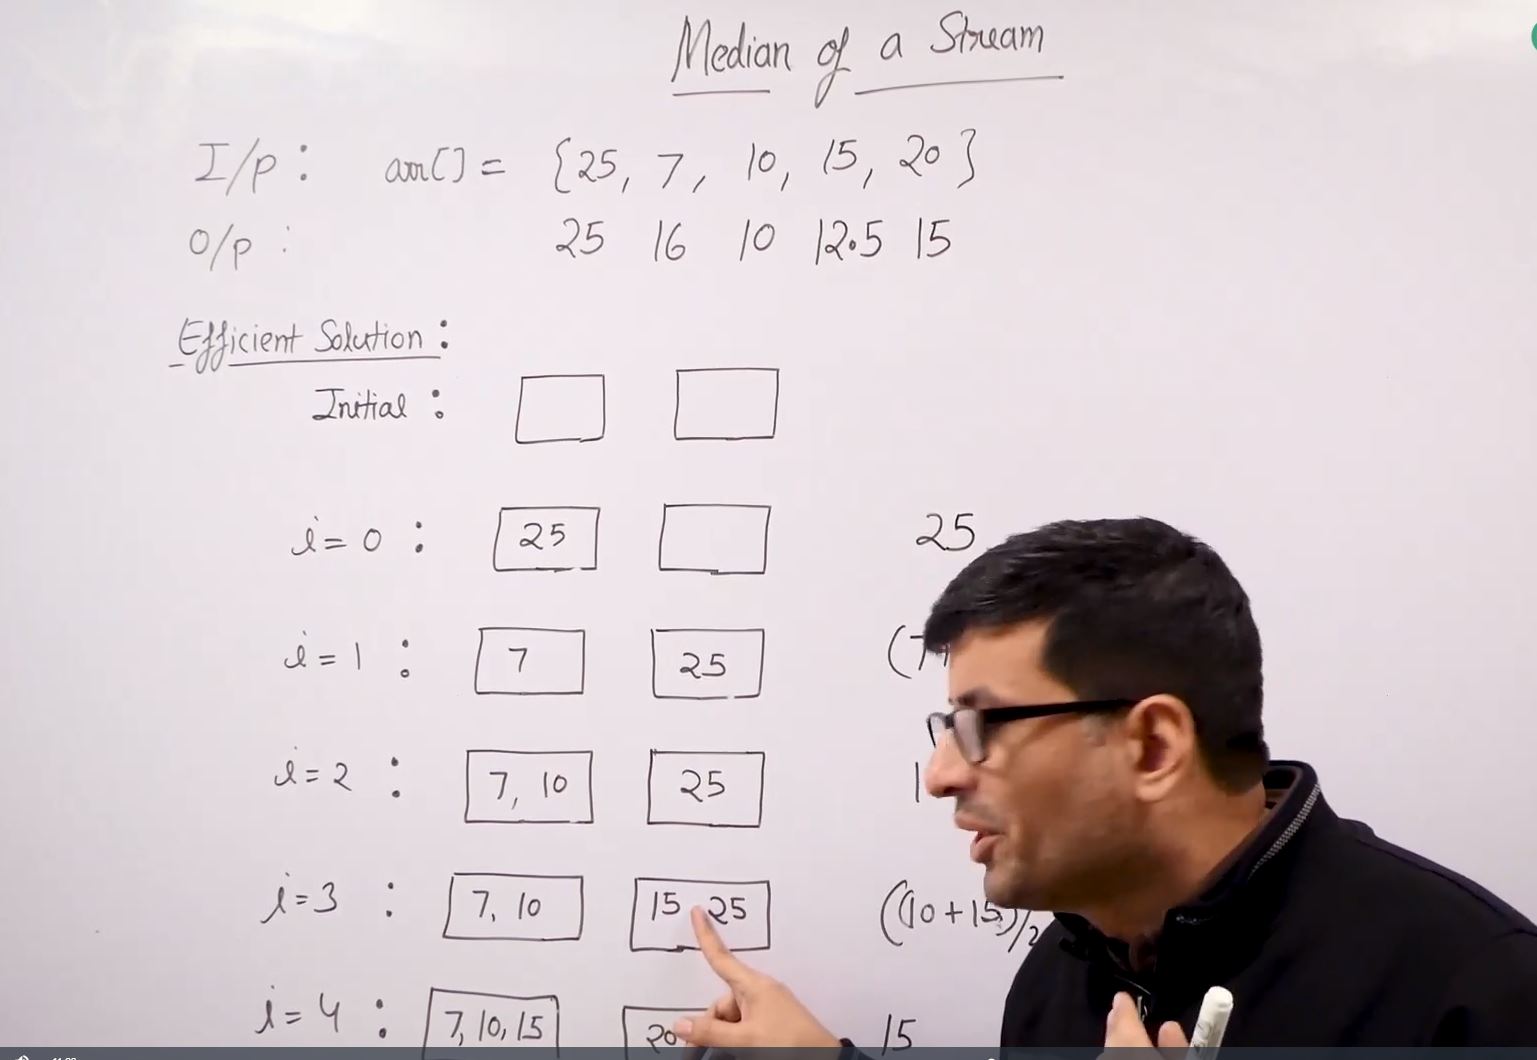 Median of a Stream
I/p : arr[] = {25, 7, 10, 15, 20}
O/p : 25 16 10 12.5 15
Efficient Solution :
Initial :
i = 0 : 25 25
i = 1 : 7 25 (7+
i = 2 : 7, 10 25 1
i = 3 : 7, 10 15, 25 ((10+15)/2
i = 4 : 7, 10, 15 20 15